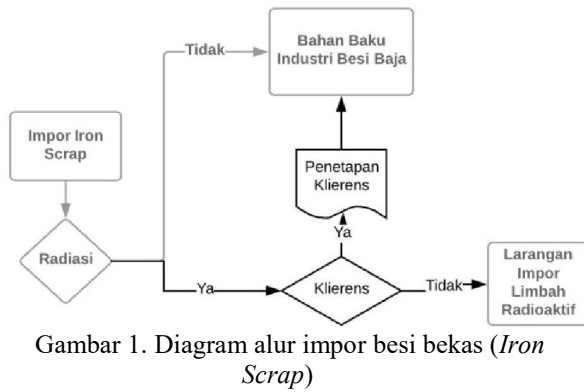 Bahan Baku
Industri Besi Baja
Tidak
Impor Iron
Scrap
Penetapan
Klierens
Ya
Radiasi
Ya
Klierens
Tidak
Larangan
Impor
Limbah
Radioaktif
Gambar 1. Diagram alur impor besi bekas (Iron
Scrap)